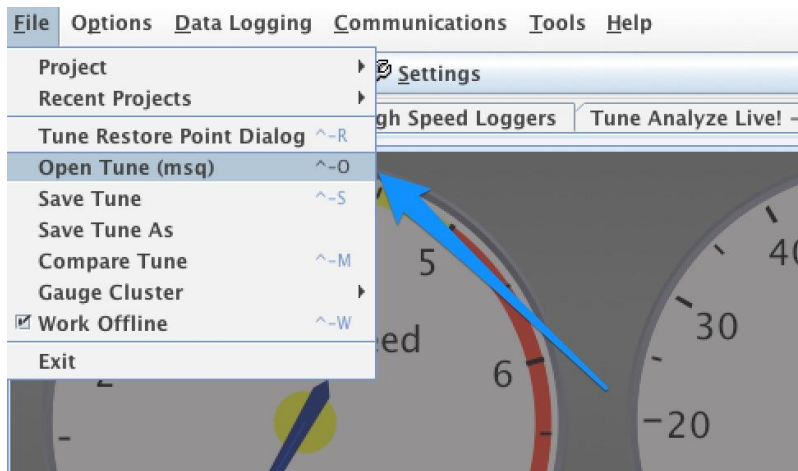 File Options Data Logging Communications Tools Help
Project
Settings
Recent Projects
gh Speed Loggers Tune Analyze Live! -
Tune Restore Point Dialog ^-R
Open Tune (msq) ^-O
Save Tune ^-S
Save Tune As
Compare Tune ^-M
Gauge Cluster
Work Offline ^-W
Exit
5
40
30
eed
6
2
-20